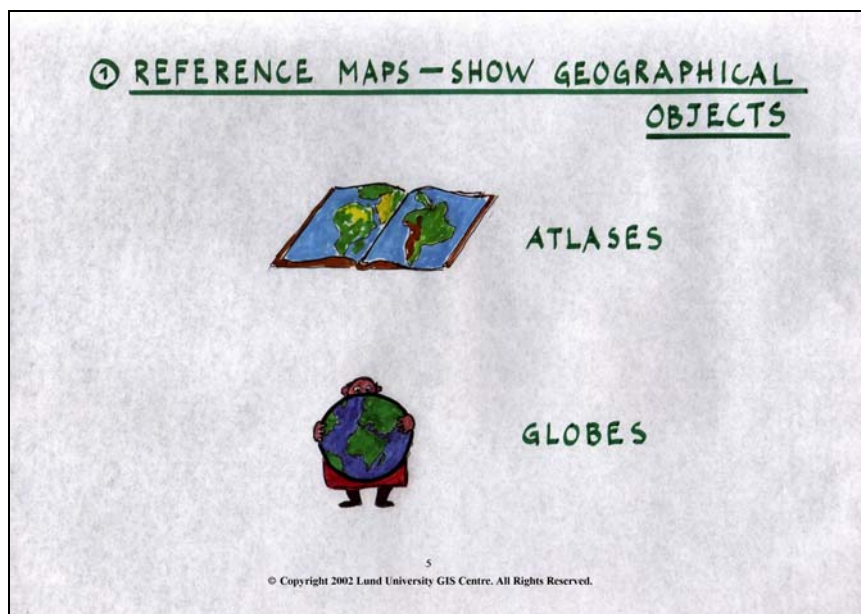 ① REFERENCE MAPS — SHOW GEOGRAPHICAL
OBJECTS
ATLASES
GLOBES
5
© Copyright 2002 Lund University GIS Centre. All Rights Reserved.